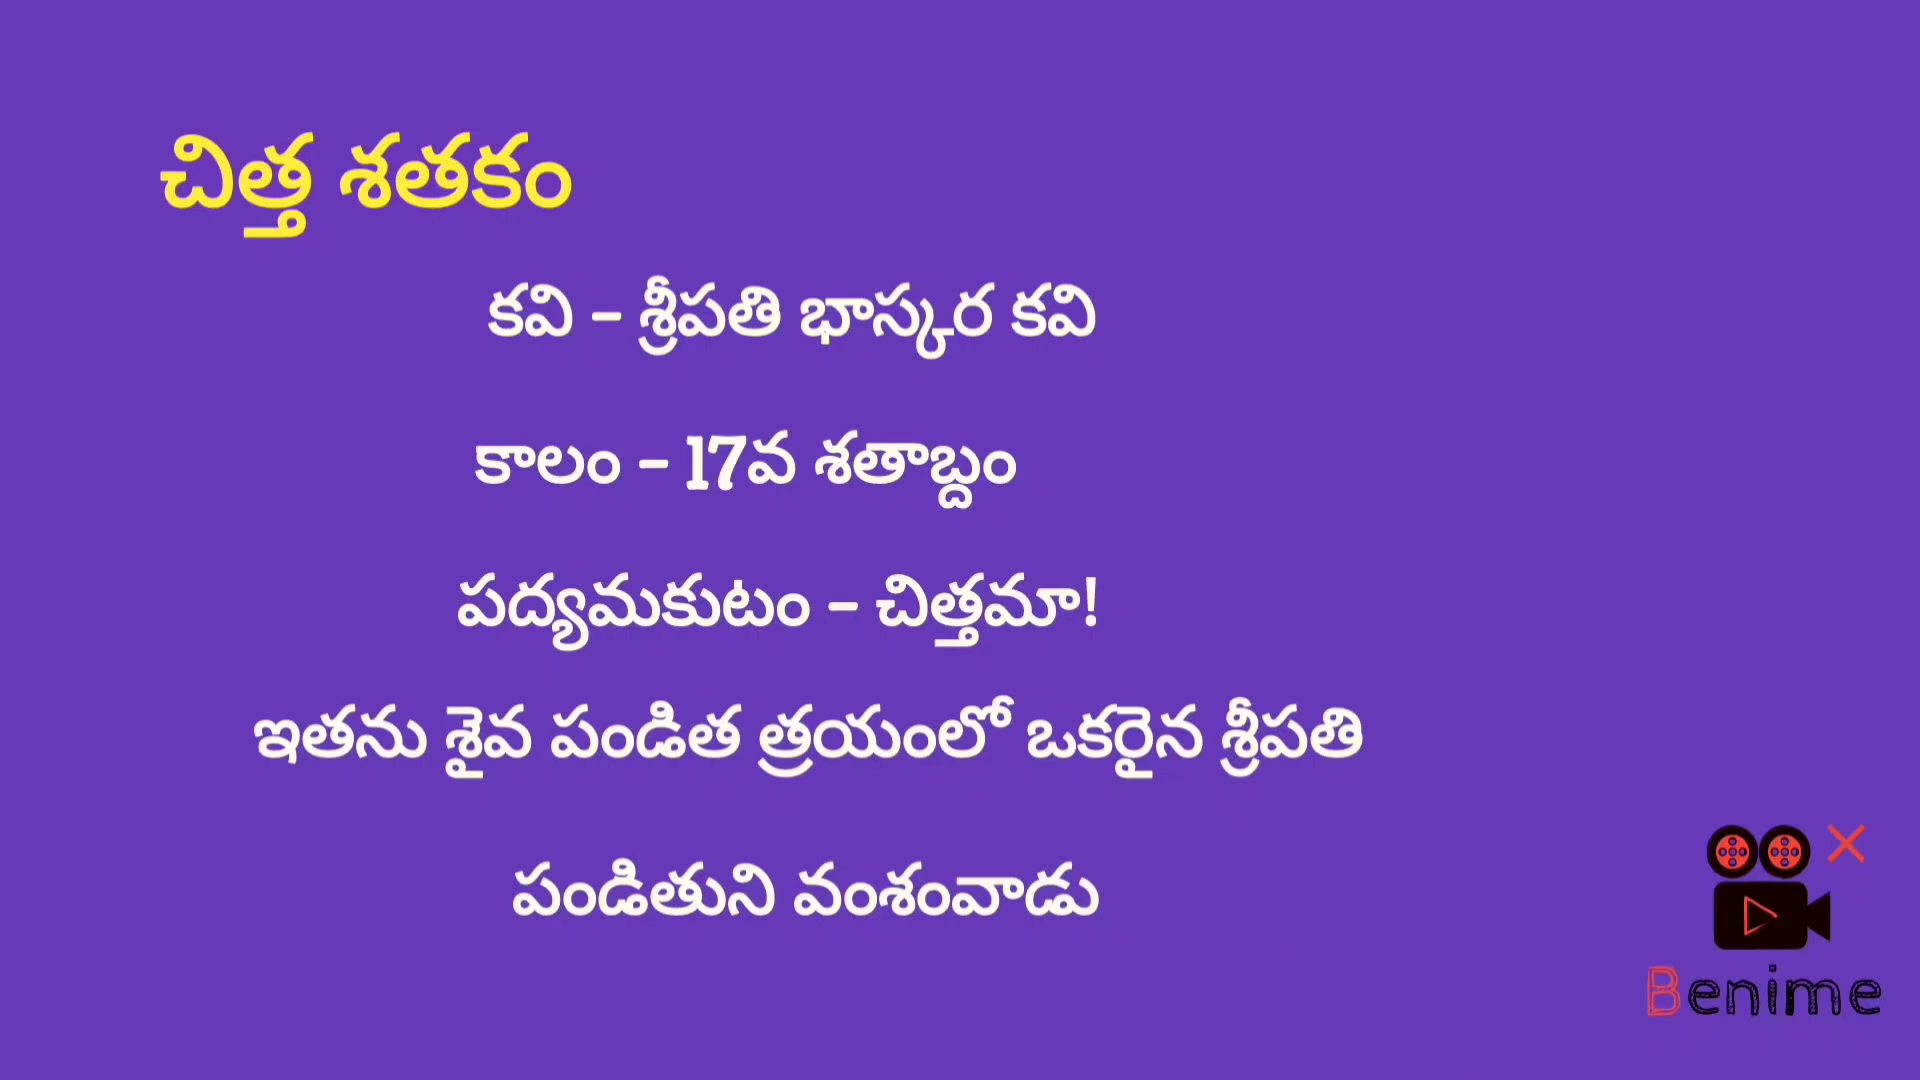 చిత్త శతకం
కవి - శ్రీపతి భాస్కర కవి
కాలం - 17వ శతాబ్దం
పద్యమకుటం - చిత్తమా!
ఇతను శైవ పండిత త్రయంలో ఒకరైన శ్రీపతి
పండితుని వంశంవాడు
Benime